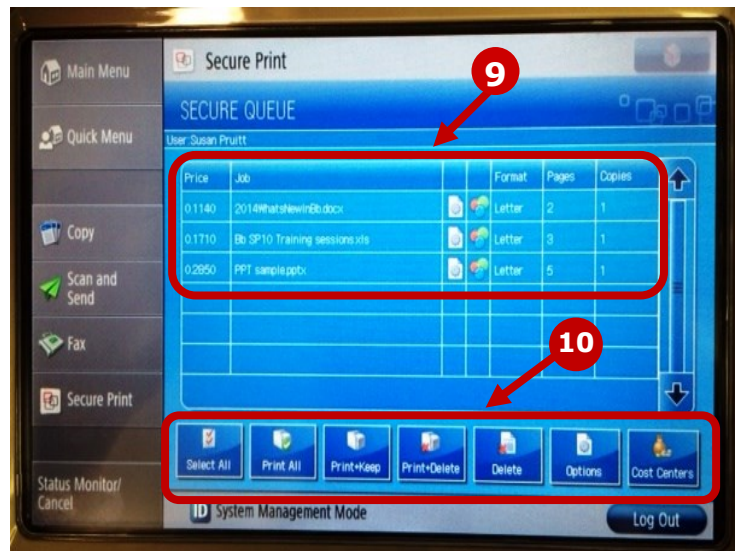 Main Menu
Secure Print
9
SECURE QUEUE
Quick Menu
User Susan Pruitt
Price Job Format Pages Copies
0.1140 2014WhatsNewinBb.docx Letter 2 1
Copy
0.1710 Bb SP10 Training sessions.xls Letter 3 1
0.2850 PPT sample.pptx Letter 5 1
Scan and
Send
Fax
10
Secure Print
Select All Print All Print+Keep Print+Delete Delete Options Cost Centers
Status Monitor/
Cancel
ID System Management Mode
Log Out